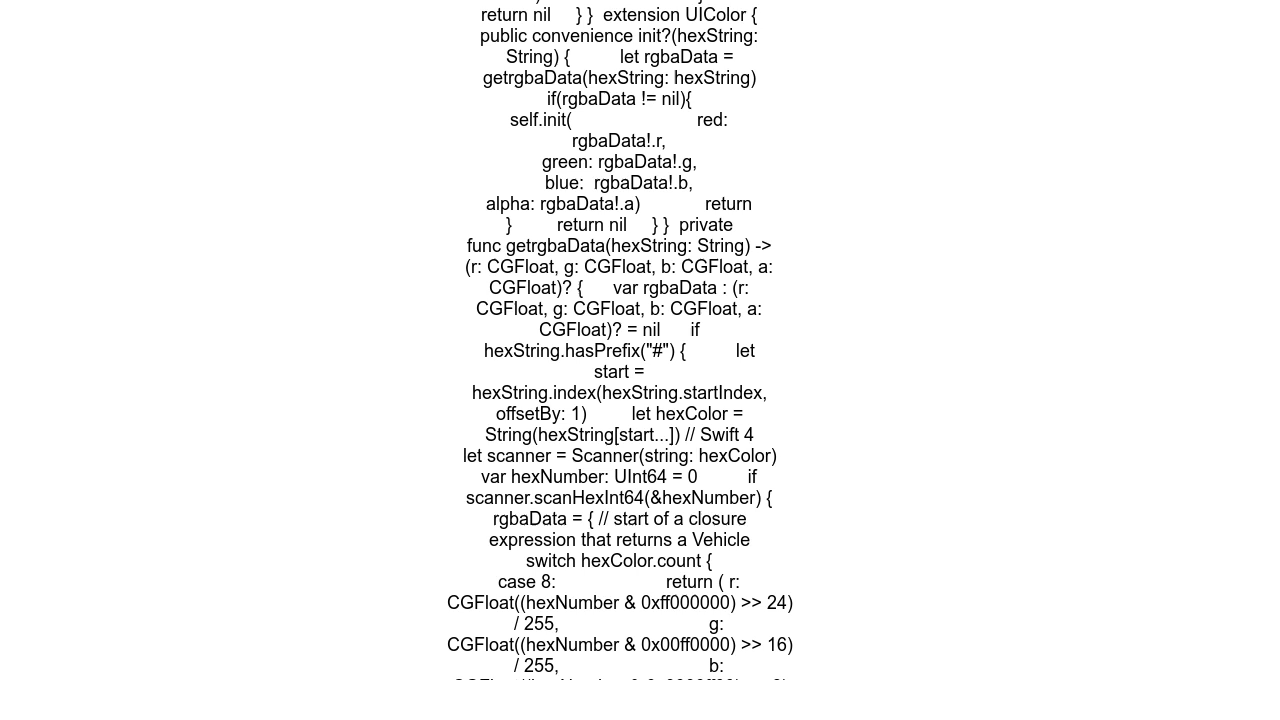 return nil     } }  extension UIColor {
public convenience init?(hexString:
String) {          let rgbaData =
getrgbaData(hexString: hexString)
if(rgbaData != nil){
self.init(                         red:
rgbaData!.r,
green: rgbaData!.g,
blue:  rgbaData!.b,
alpha: rgbaData!.a)             return
}         return nil     } }  private
func getrgbaData(hexString: String) ->
(r: CGFloat, g: CGFloat, b: CGFloat, a:
CGFloat)? {      var rgbaData : (r:
CGFloat, g: CGFloat, b: CGFloat, a:
CGFloat)? = nil      if
hexString.hasPrefix("#") {          let
start =
hexString.index(hexString.startIndex,
offsetBy: 1)         let hexColor =
String(hexString[start...]) // Swift 4
let scanner = Scanner(string: hexColor)
var hexNumber: UInt64 = 0          if
scanner.scanHexInt64(&hexNumber) {
rgbaData = { // start of a closure
expression that returns a Vehicle
switch hexColor.count {
case 8:                      return ( r:
CGFloat((hexNumber & 0xff000000) >> 24)
/ 255,                              g:
CGFloat((hexNumber & 0x00ff0000) >> 16)
/ 255,                              b: